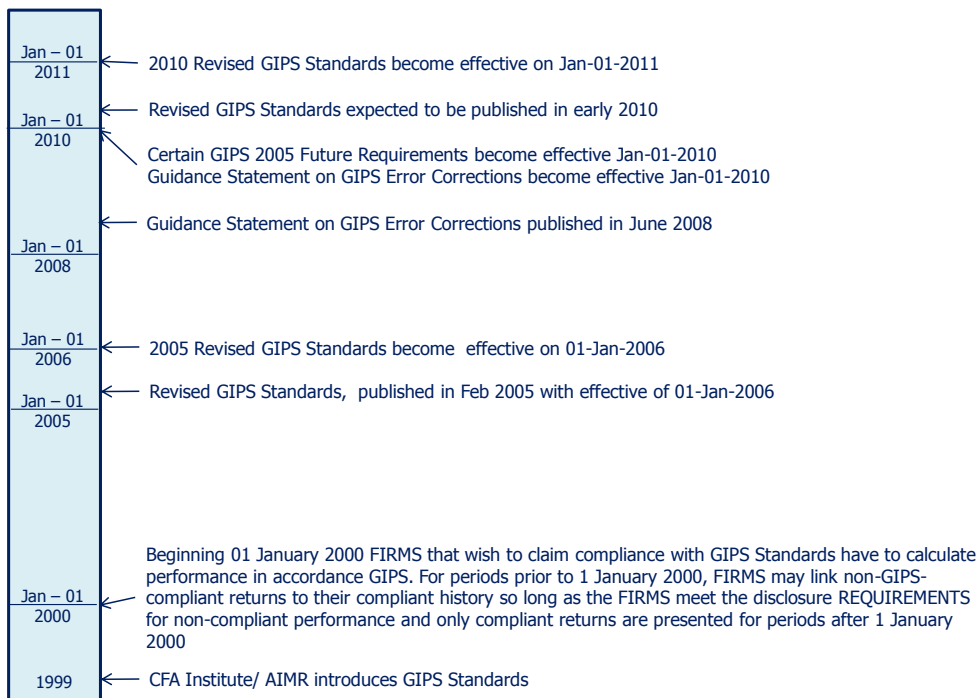 Jan – 01
2011
2010 Revised GIPS Standards become effective on Jan-01-2011
Revised GIPS Standards expected to be published in early 2010
Jan – 01
2010
Certain GIPS 2005 Future Requirements become effective Jan-01-2010
Guidance Statement on GIPS Error Corrections become effective Jan-01-2010
Guidance Statement on GIPS Error Corrections published in June 2008
Jan – 01
2008
Jan – 01
2006
2005 Revised GIPS Standards become effective on 01-Jan-2006
Revised GIPS Standards, published in Feb 2005 with effective of 01-Jan-2006
Jan – 01
2005
Beginning 01 January 2000 FIRMS that wish to claim compliance with GIPS Standards have to calculate
performance in accordance GIPS. For periods prior to 1 January 2000, FIRMS may link non-GIPS-
compliant returns to their compliant history so long as the FIRMS meet the disclosure REQUIREMENTS
for non-compliant performance and only compliant returns are presented for periods after 1 January
2000
Jan – 01
2000
1999
CFA Institute/ AIMR introduces GIPS Standards